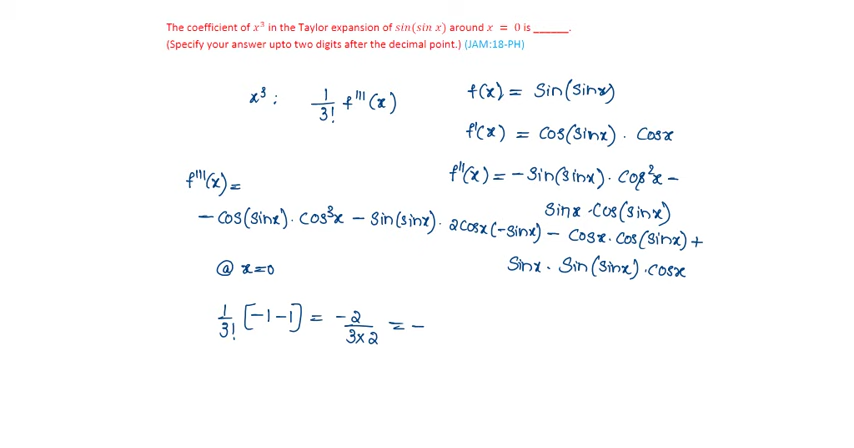 The coefficient of x³ in the Taylor expansion of sin(sin x) around x = 0 is ______.
(Specify your answer upto two digits after the decimal point.) (JAM:18-PH)
x³ : 1/3! f'''(x)
f(x) = Sin(Sinx)
f'(x) = Cos(Sinx) · Cosx
f''(x) = - Sin(Sinx) · Cos²x -
Sinx · Cos(Sinx)
f'''(x) =
- Cos(Sinx) · Cos³x - Sin(Sinx) · 2Cosx(-Sinx) - Cosx · Cos(Sinx) +
Sinx · Sin(Sinx) · Cosx
@ x=0
1/3! [-1-1] = -2/3×2 = -